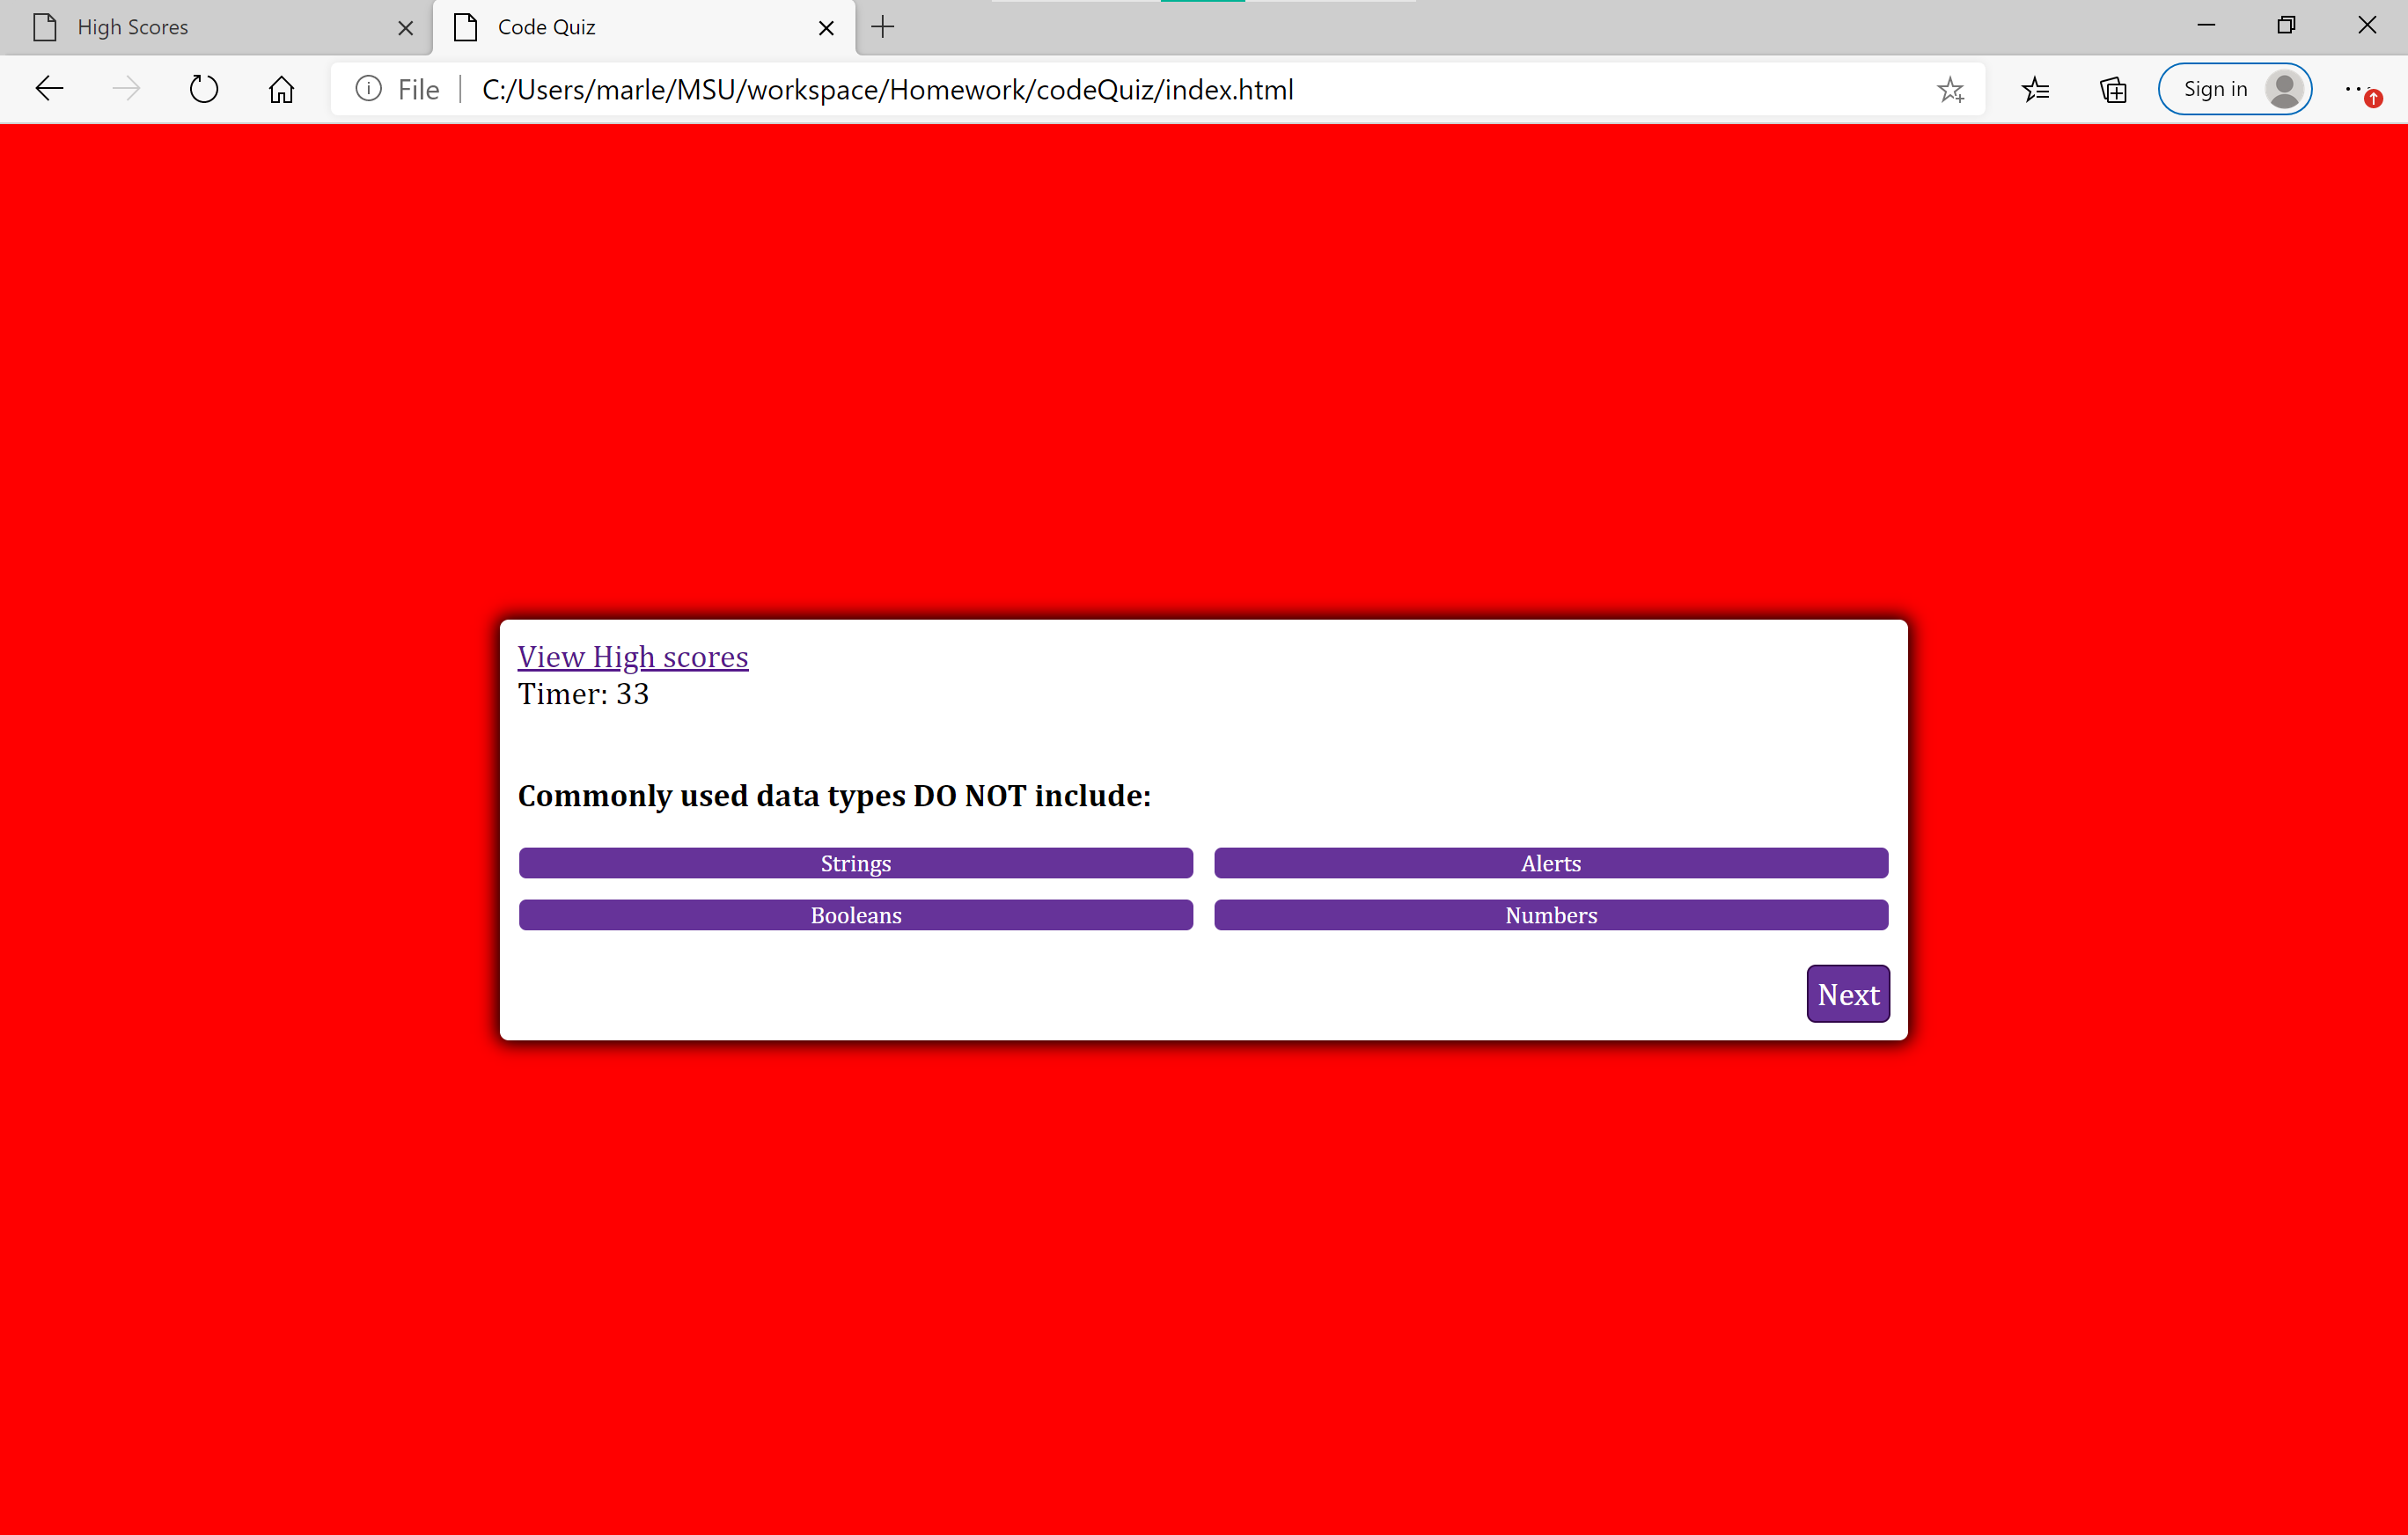 High Scores
Code Quiz
File C:/Users/marle/MSU/workspace/Homework/codeQuiz/index.html
Sign in
View High scores
Timer: 33
Commonly used data types DO NOT include:
Strings
Alerts
Booleans
Numbers
Next